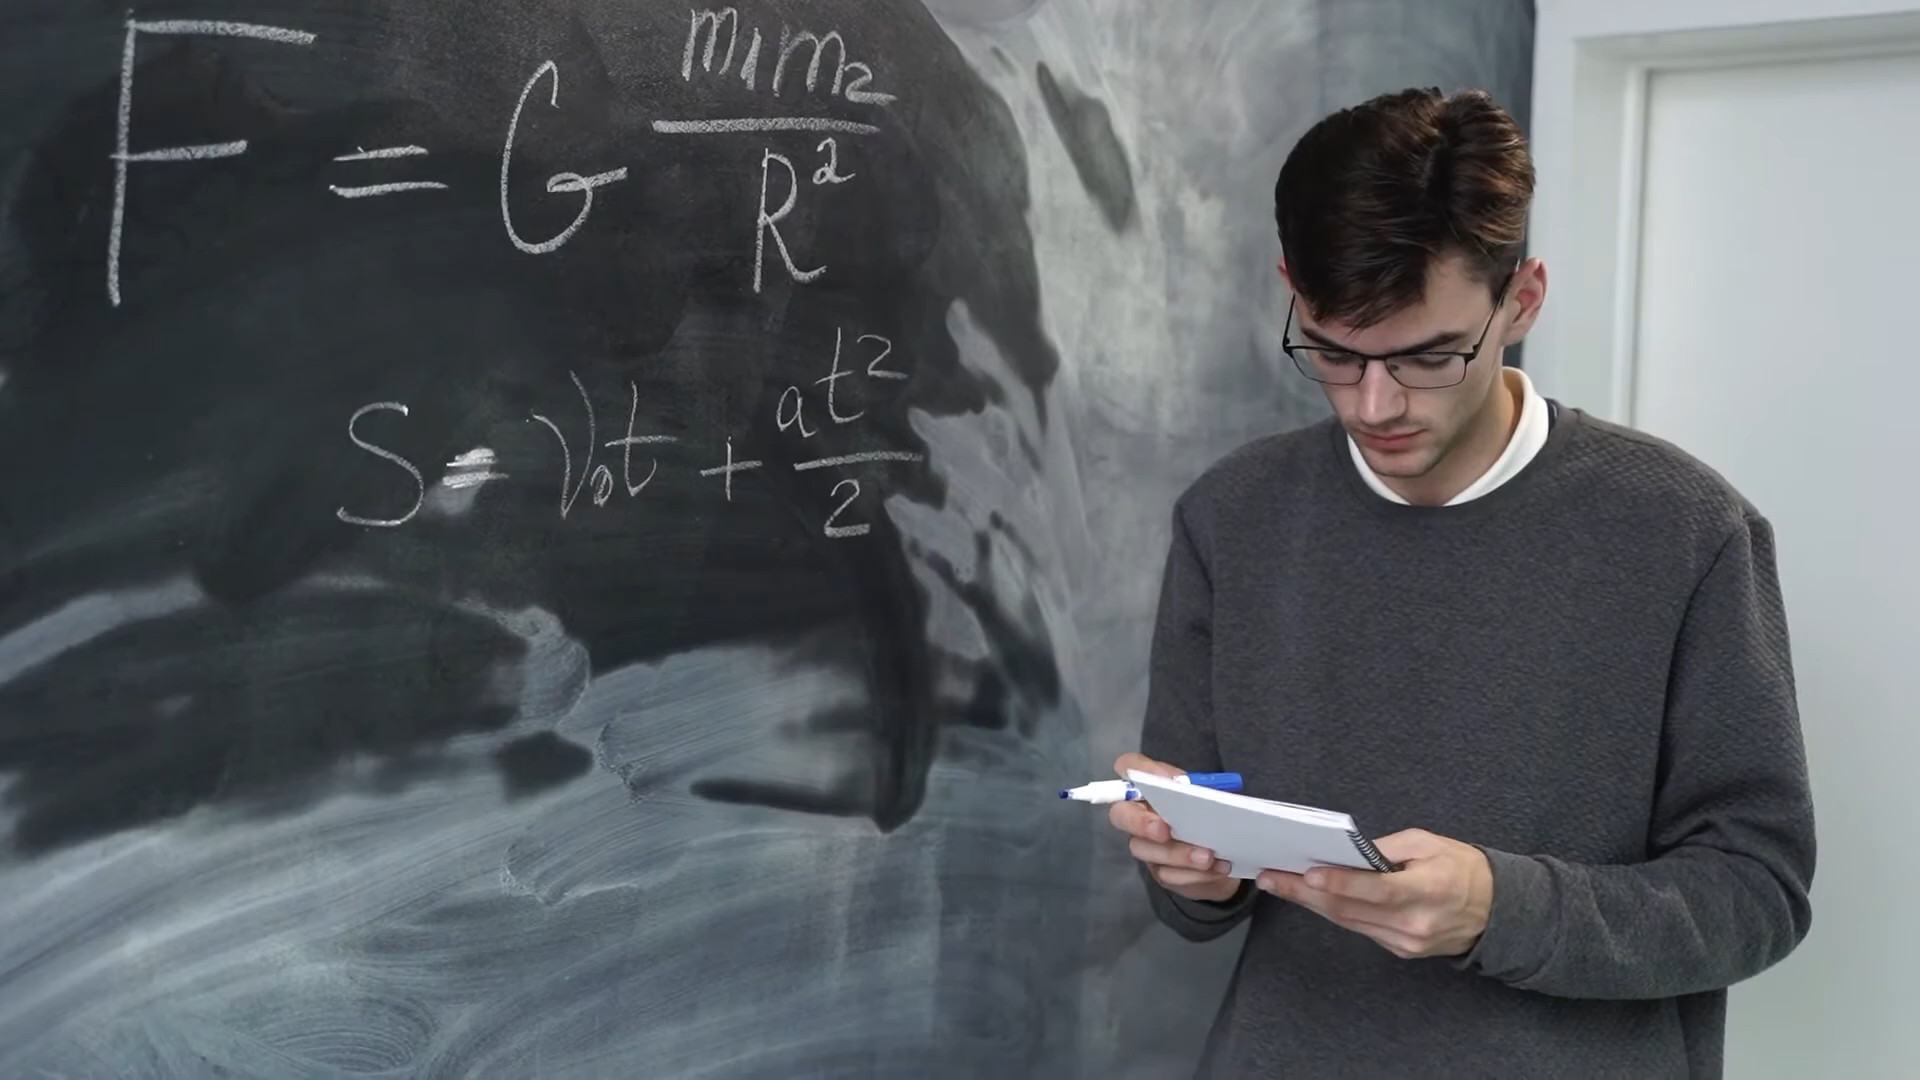 F = G m₁m₂/R²
S = V₀t + at²/2